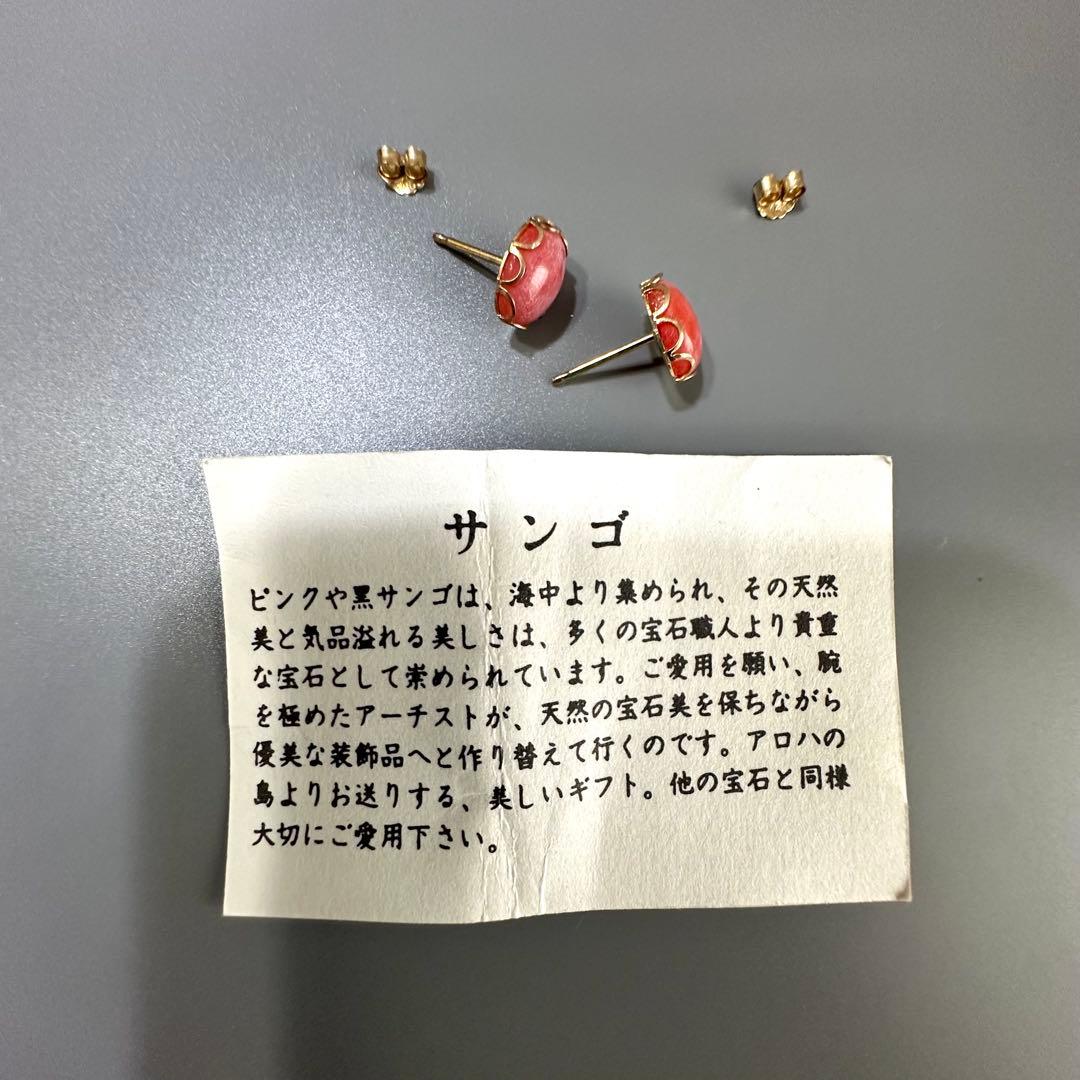 サンゴ
ピンクや黒サンゴは、海中より集められ、その天然
美と気品溢れる美しさは、多くの宝石職人より貴重
な宝石として崇められています。ご愛用を願い、腕
を極めたアーチストが、天然の宝石美を保ちながら
優美な装飾品へと作り替えて行くのです。アロハの
島よりお送りする、美しいギフト。他の宝石と同様
大切にご愛用下さい。